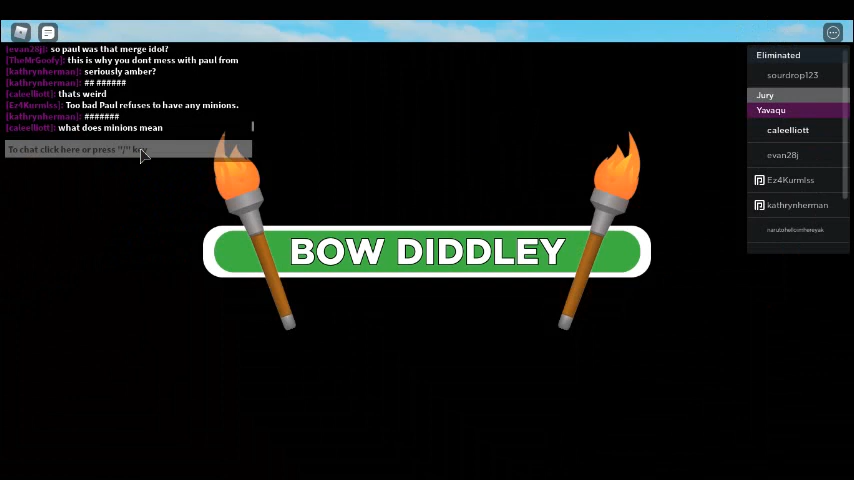 [evan28j]: so paul was that merge idol?
[TheMrGoofy]: this is why you dont mess with paul from
[kathrynherman]: seriously amber?
[kathrynherman]: ## ######
[caleelliott]: thats weird
[Ez4Kurmlss]: Too bad Paul refuses to have any minions.
[kathrynherman]: #######
[caleelliott]: what does minions mean
To chat click here or press "/" key
BOW DIDDLEY
Eliminated
sourdrop123
Jury
Yavaqu
caleelliott
evan28j
Ez4Kurmlss
kathrynherman